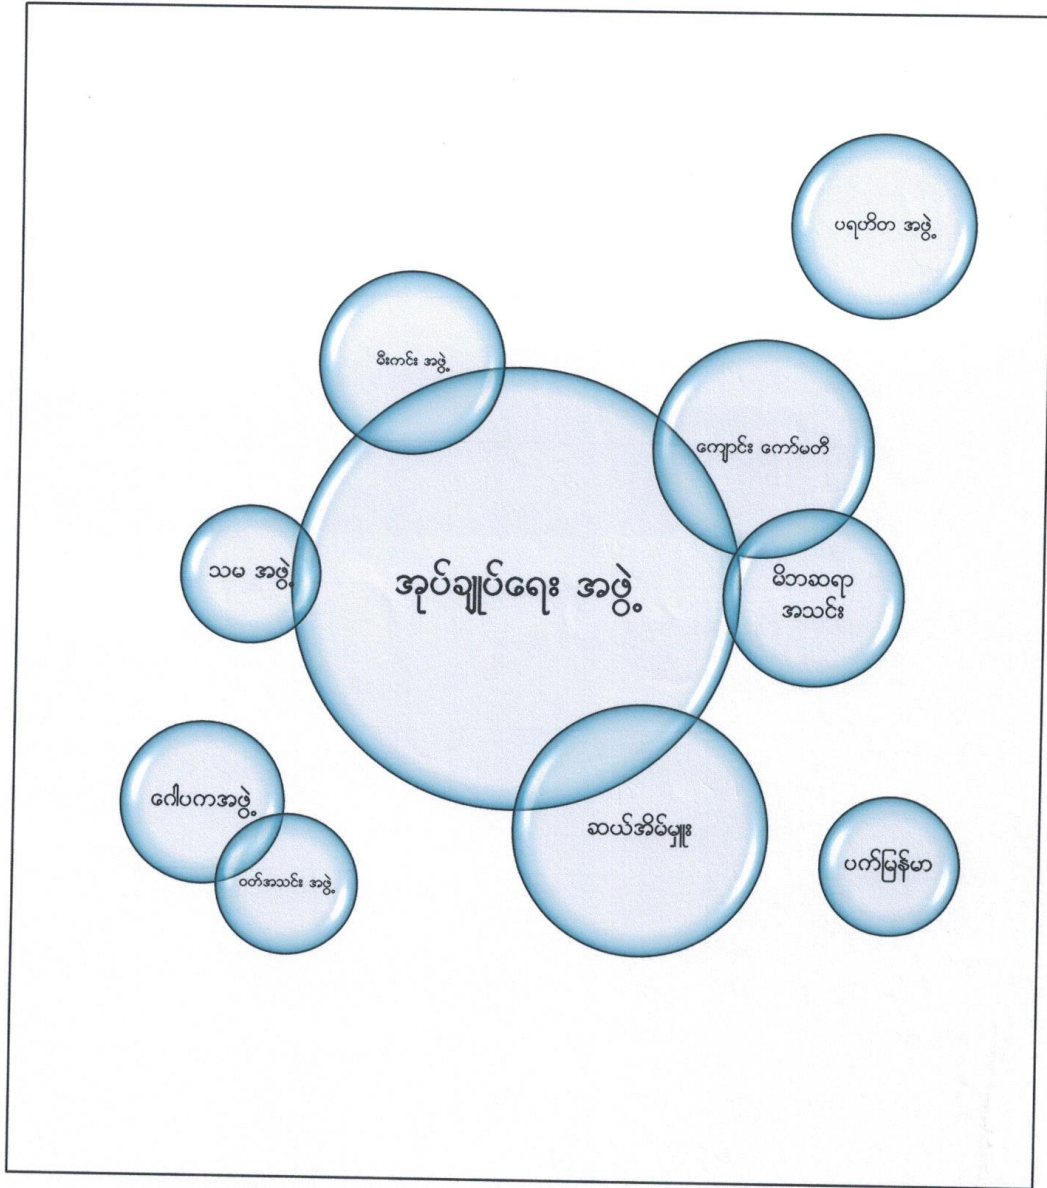 ပရဟိတ အဖွဲ့
မီးကင်း အဖွဲ့
ကျောင်း ကော်မတီ
သမ အဖွဲ့
အုပ်ချုပ်ရေး အဖွဲ့
မိဘဆရာ
အသင်း
ဂေါပကအဖွဲ့
ဆယ်အိမ်မှူး
ပက်မြန်မာ
ဝတ်အသင်း အဖွဲ့